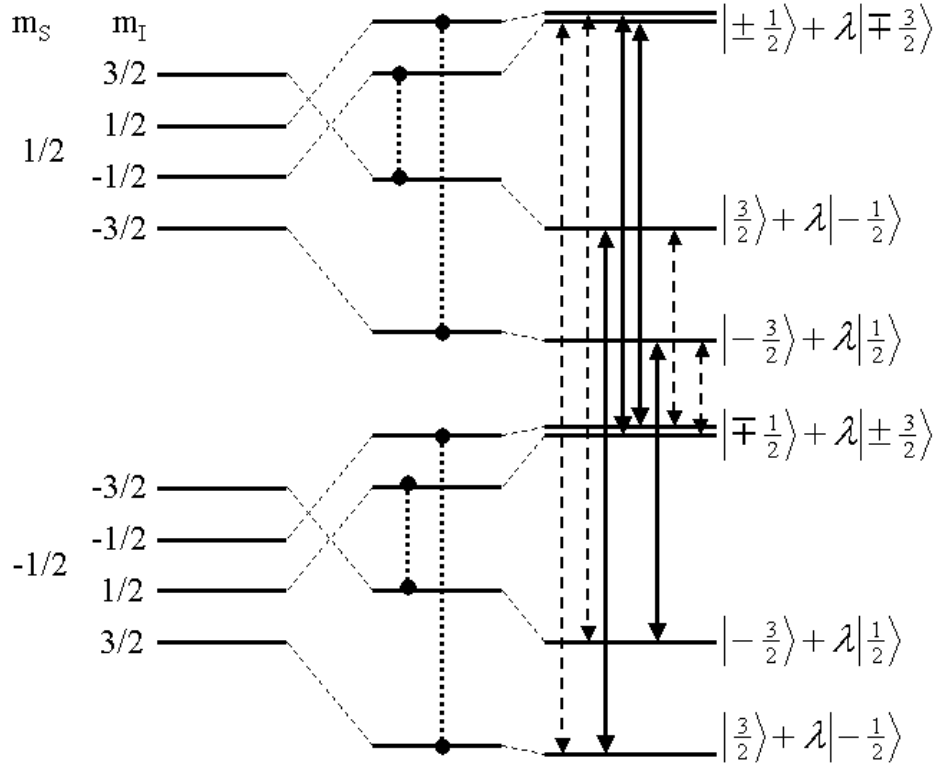 m_S m_I
|± 1/2⟩ + λ|∓ 3/2⟩
3/2
1/2
1/2
-1/2
-3/2
|3/2⟩ + λ|- 1/2⟩
|- 3/2⟩ + λ|1/2⟩
|∓ 1/2⟩ + λ|± 3/2⟩
-3/2
-1/2
-1/2
1/2
3/2
|- 3/2⟩ + λ|1/2⟩
|3/2⟩ + λ|- 1/2⟩